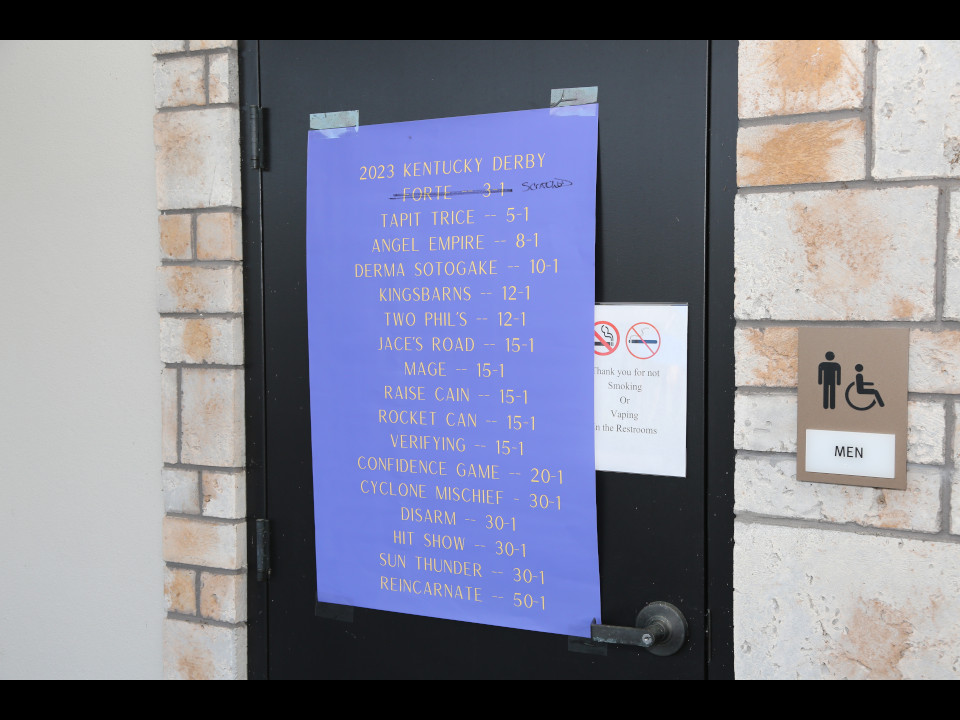 2023 KENTUCKY DERBY
FORTE -- 3-1 SCRATCHED
TAPIT TRICE -- 5-1
ANGEL EMPIRE -- 8-1
DERMA SOTOGAKE -- 10-1
KINGSBARNS -- 12-1
TWO PHIL'S -- 12-1
JACE'S ROAD -- 15-1
MAGE -- 15-1
RAISE CAIN -- 15-1
ROCKET CAN -- 15-1
VERIFYING -- 15-1
CONFIDENCE GAME -- 20-1
CYCLONE MISCHIEF - 30-1
DISARM -- 30-1
HIT SHOW -- 30-1
SUN THUNDER -- 30-1
REINCARNATE -- 50-1
Thank you for not
Smoking
Or
Vaping
in the Restrooms
MEN